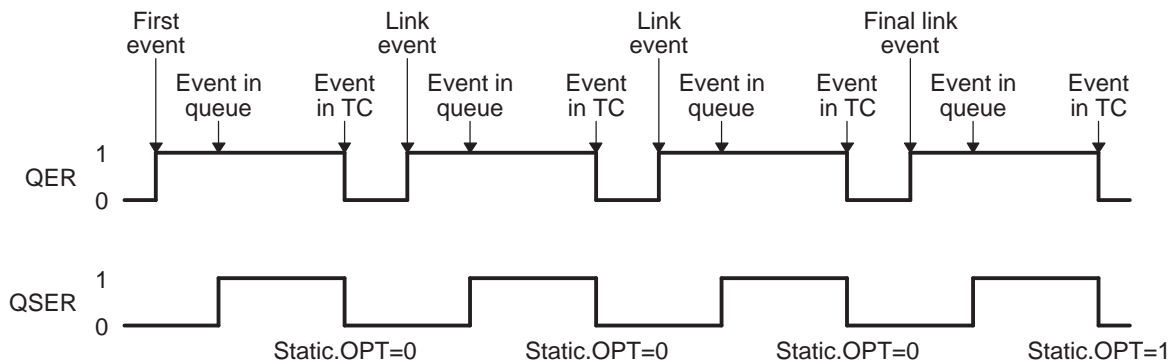 First event
Link event
Link event
Final link event
Event in queue
Event in TC
Event in queue
Event in TC
Event in queue
Event in TC
Event in queue
Event in TC
QER
1
0
QSER
1
0
Static.OPT=0
Static.OPT=0
Static.OPT=0
Static.OPT=1